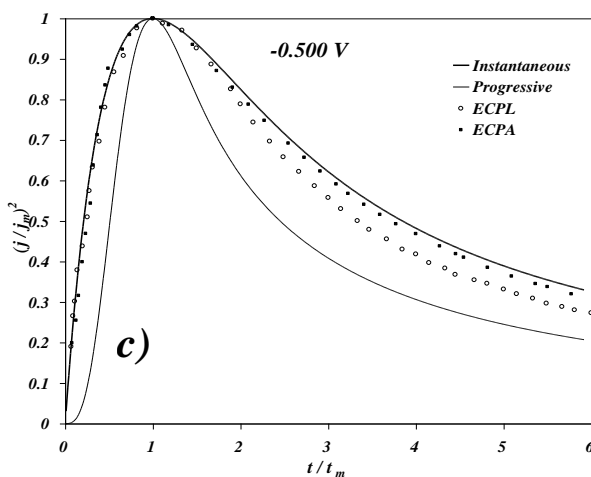 1
0.9
0.8
0.7
0.6
0.5
0.4
0.3
0.2
0.1
0
(j / jm)2
-0.500 V
Instantaneous
Progressive
ECPL
ECPA
c)
0 1 2 3 4 5 6
t / tm